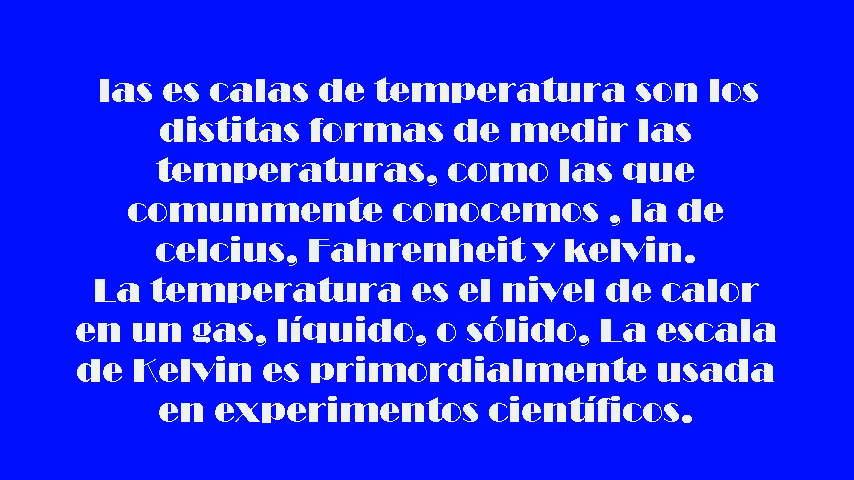 las es calas de temperatura son los
distitas formas de medir las
temperaturas, como las que
comunmente conocemos , la de
celcius, Fahrenheit y kelvin.
La temperatura es el nivel de calor
en un gas, líquido, o sólido, La escala
de Kelvin es primordialmente usada
en experimentos científicos.